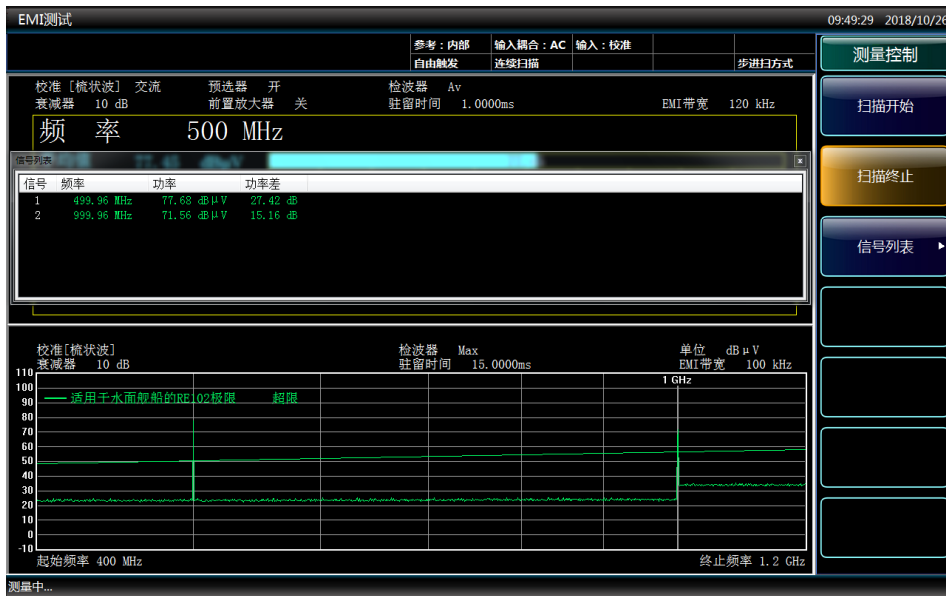 EMI测试
09:49:29 2018/10/26
参考：内部 输入耦合：AC 输入：校准
自由触发 连续扫描 步进扫方式
测量控制
扫描开始
扫描终止
信号列表
校准 [梳状波] 交流 预选器 开 检波器 Av
衰减器 10 dB 前置放大器 关 驻留时间 1.0000ms EMI带宽 120 kHz
频 率 500 MHz
77.45 dBμV
信号列表
信号 频率 功率 功率差
1 499.96 MHz 77.68 dBμV 27.42 dB
2 999.96 MHz 71.56 dBμV 15.16 dB
校准[梳状波] 检波器 Max 单位 dBμV
衰减器 10 dB 驻留时间 15.0000ms EMI带宽 100 kHz
1 GHz
适用于水面舰船的RE102极限 超限
110
100
90
80
70
60
50
40
30
20
10
0
-10
起始频率 400 MHz 终止频率 1.2 GHz
测量中...